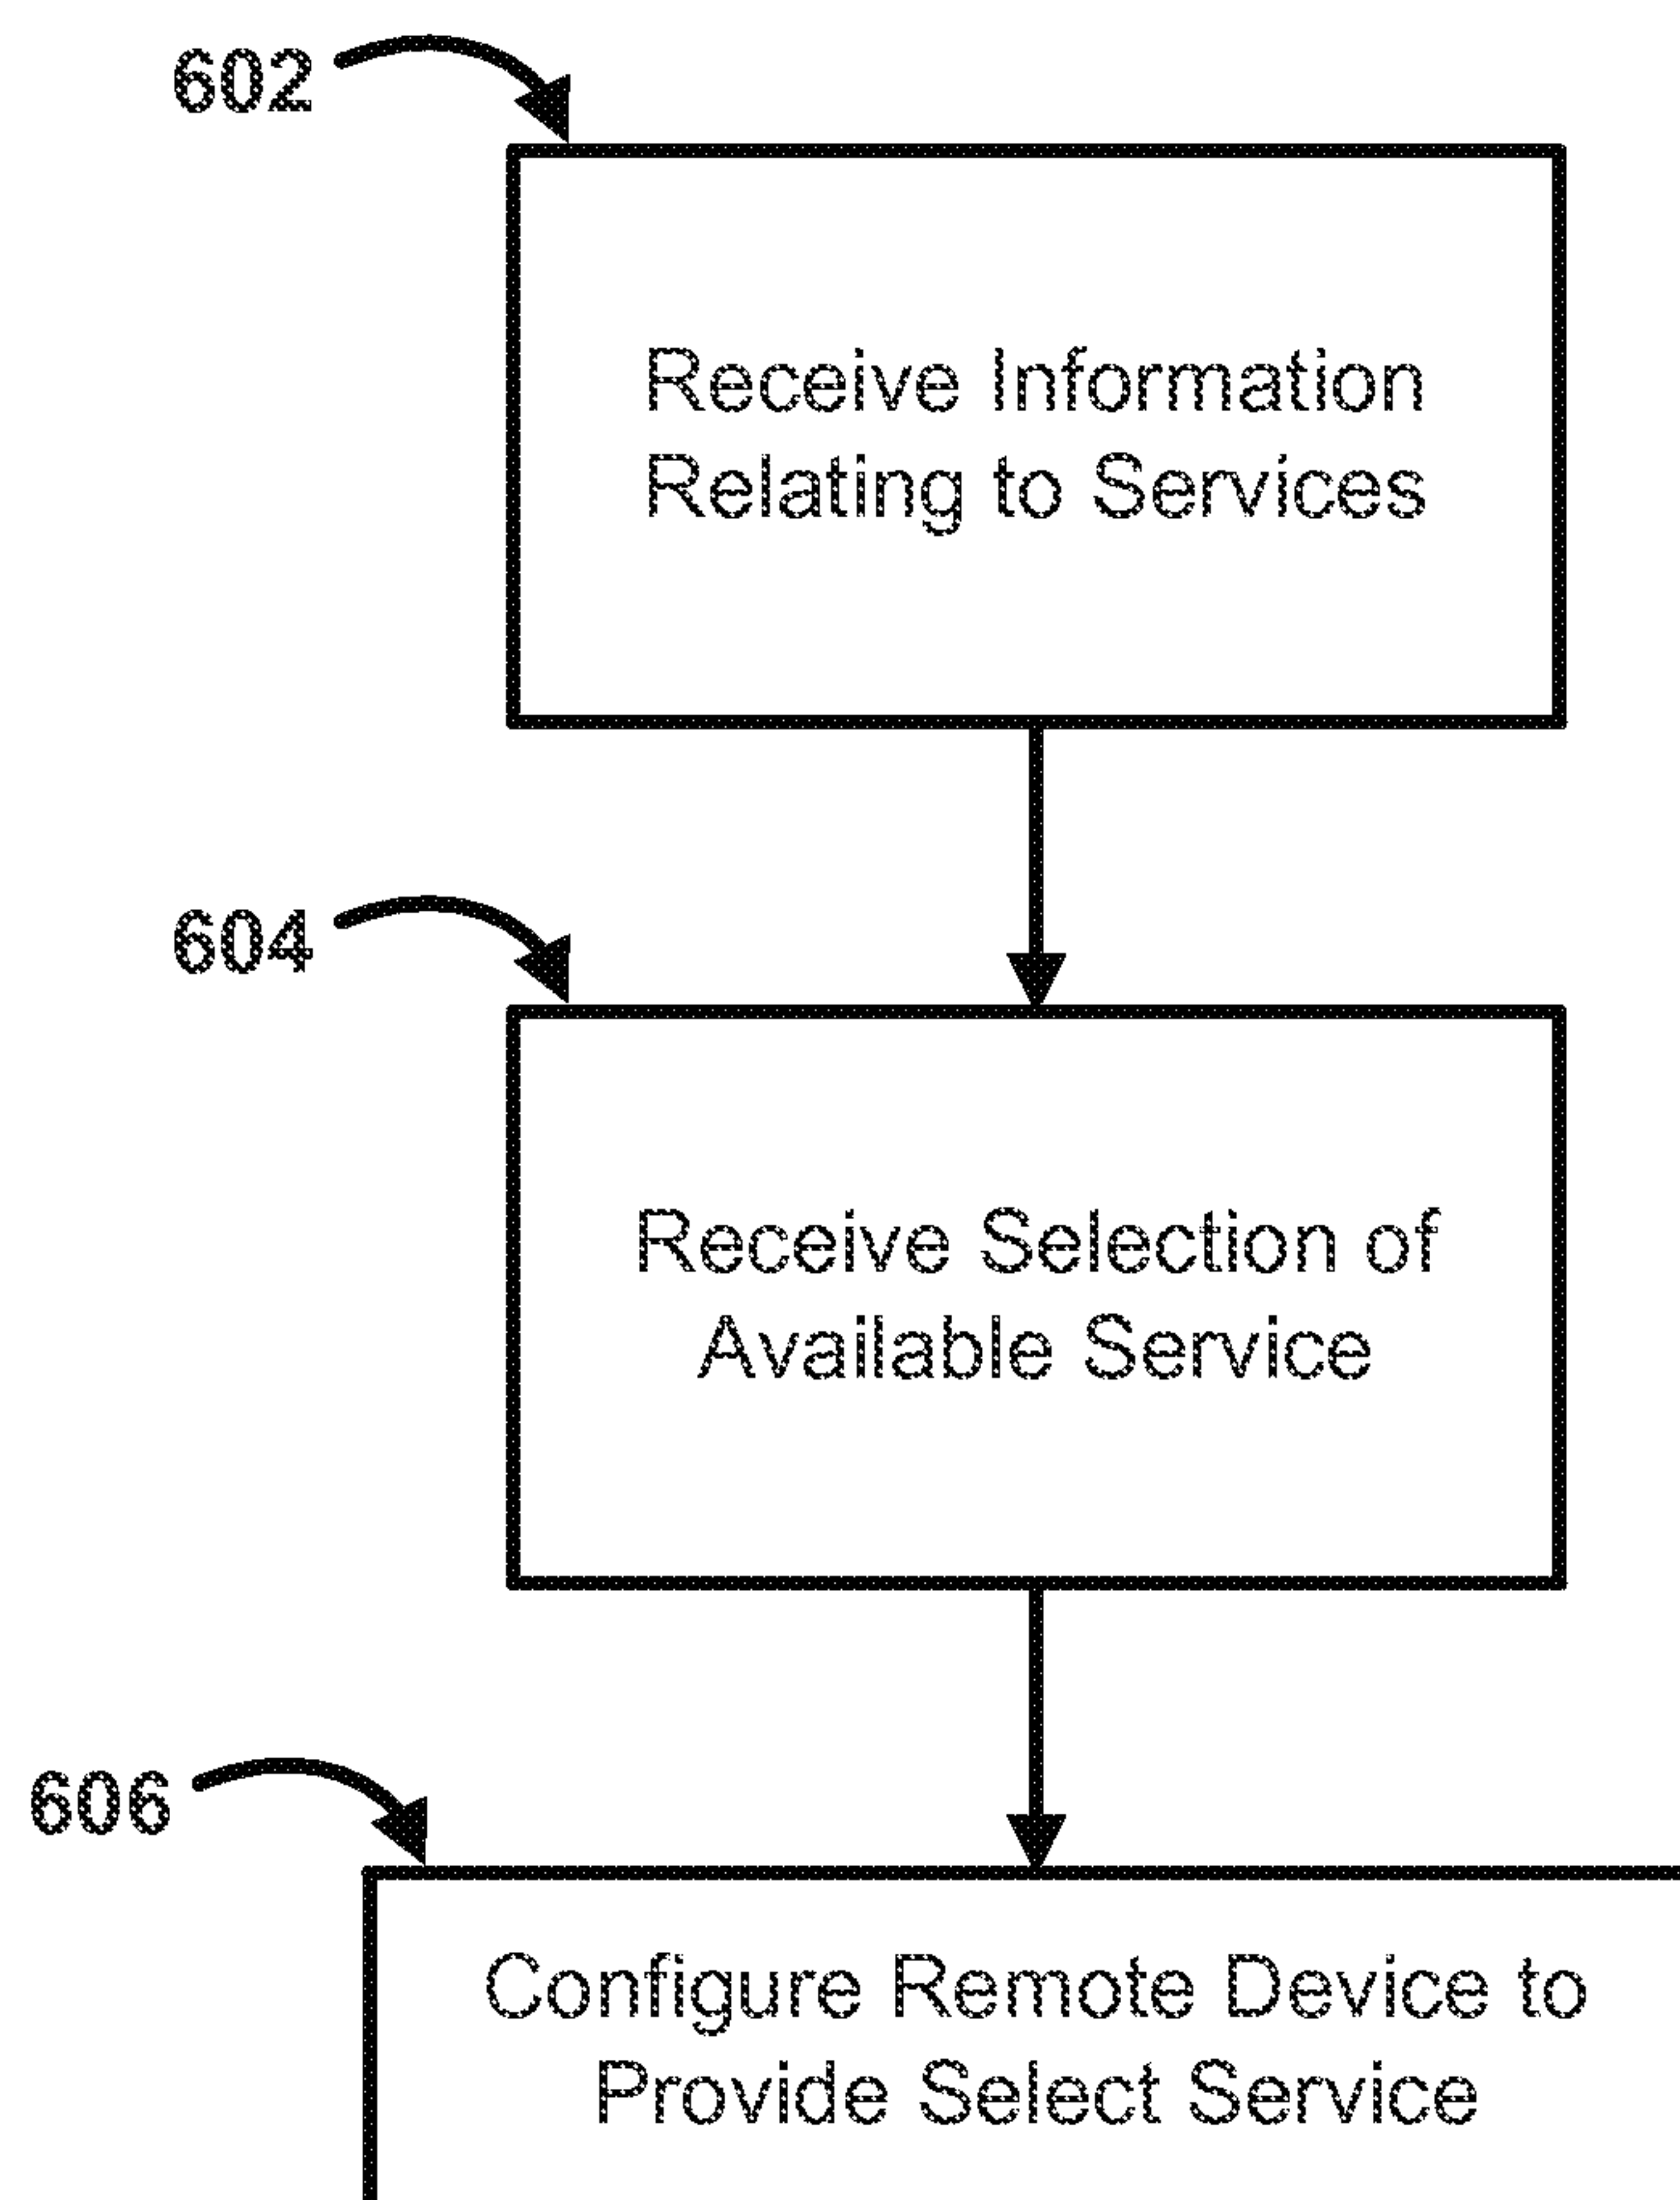 602
Receive Information
Relating to Services
604
Receive Selection of
Available Service
606
Configure Remote Device to
Provide Select Service